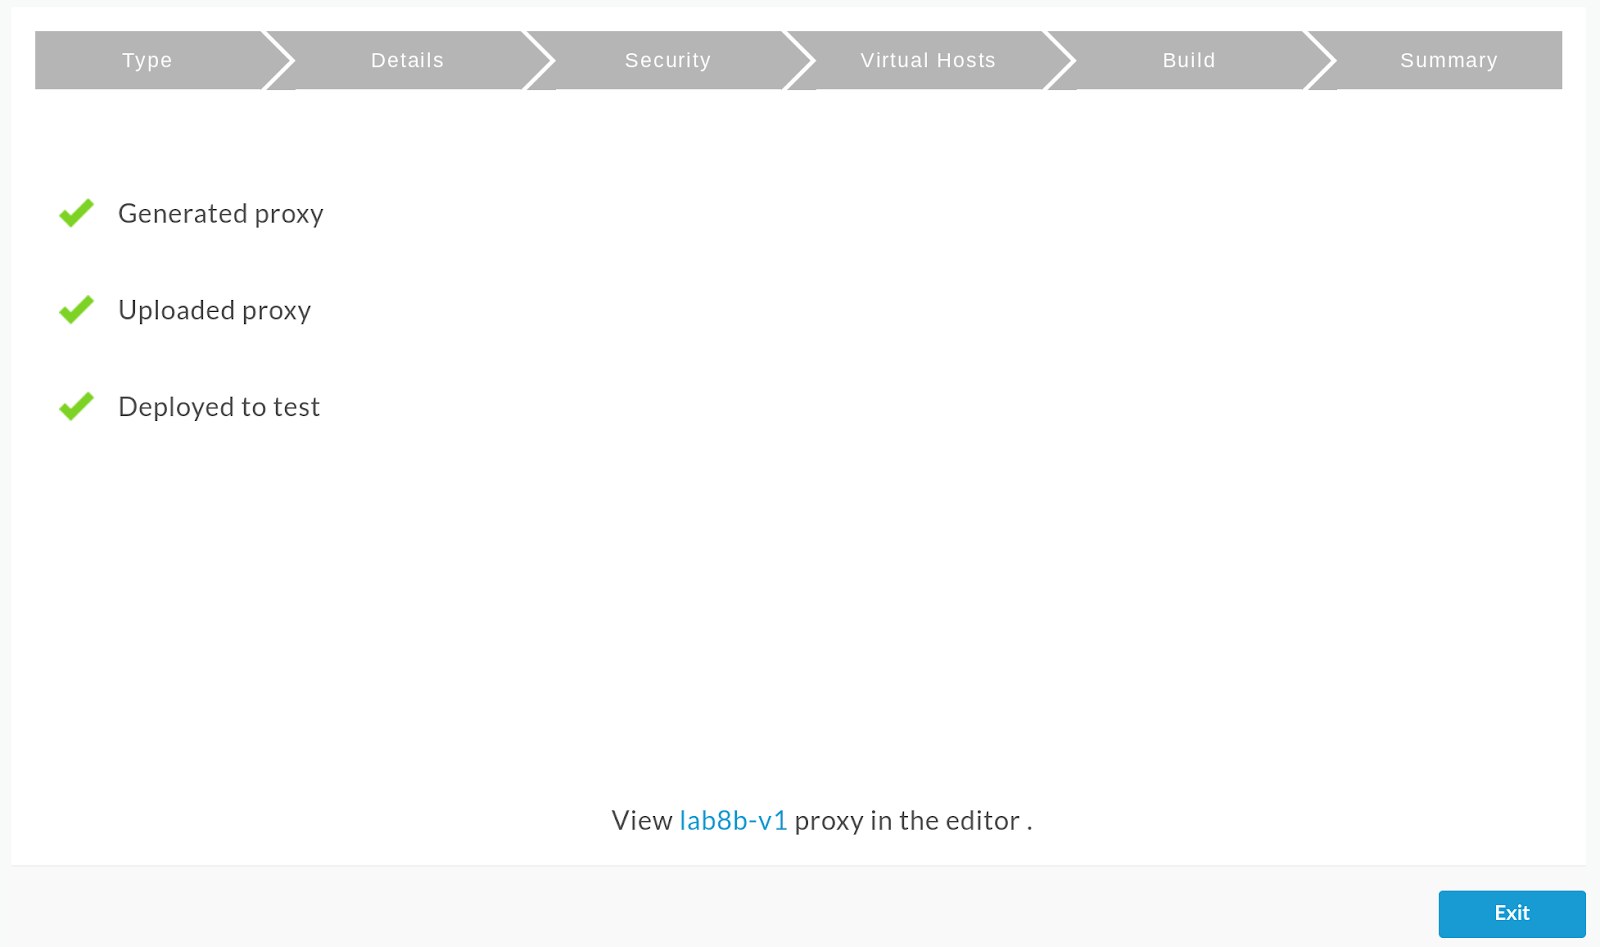 Type Details Security Virtual Hosts Build Summary
Generated proxy
Uploaded proxy
Deployed to test
View lab8b-v1 proxy in the editor .
Exit